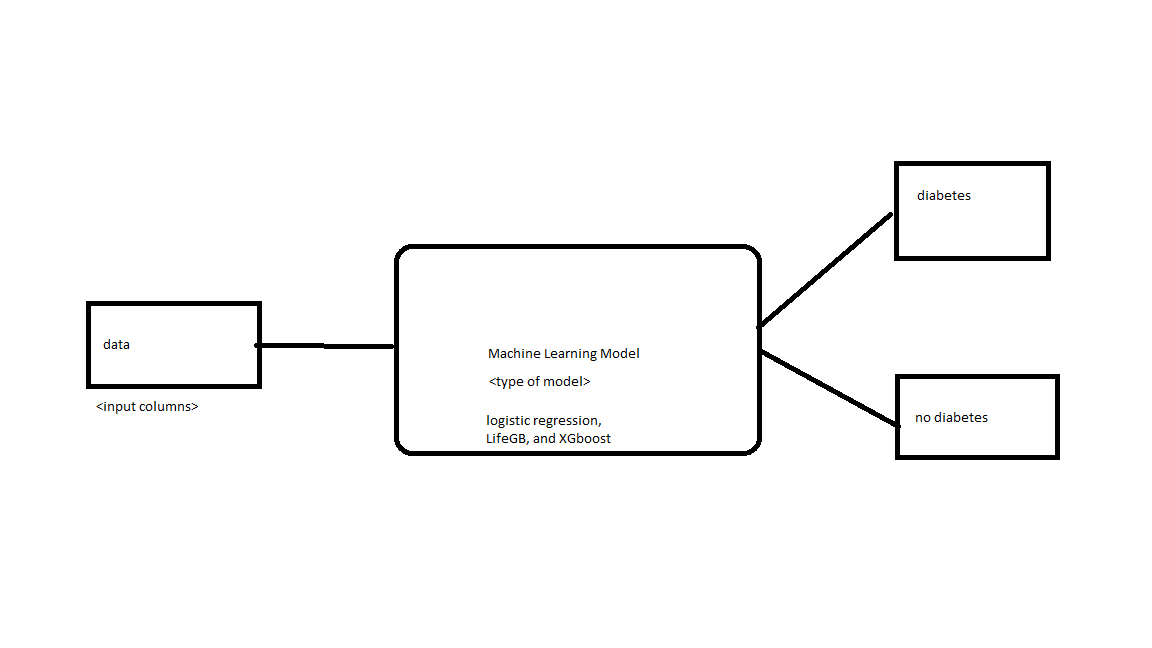 data
<input columns>
Machine Learning Model
<type of model>
logistic regression,
LifeGB, and XGboost
diabetes
no diabetes